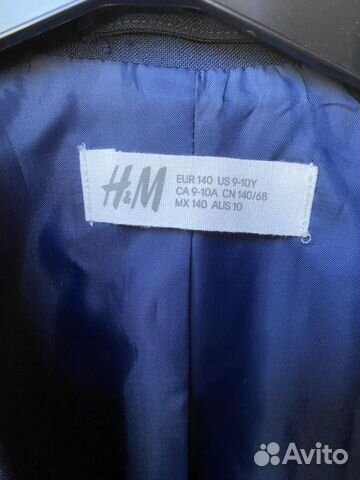 H&M
EUR 140 US 9-10Y
CA 9-10A CN 140/68
MX 140 AUS 10
Avito